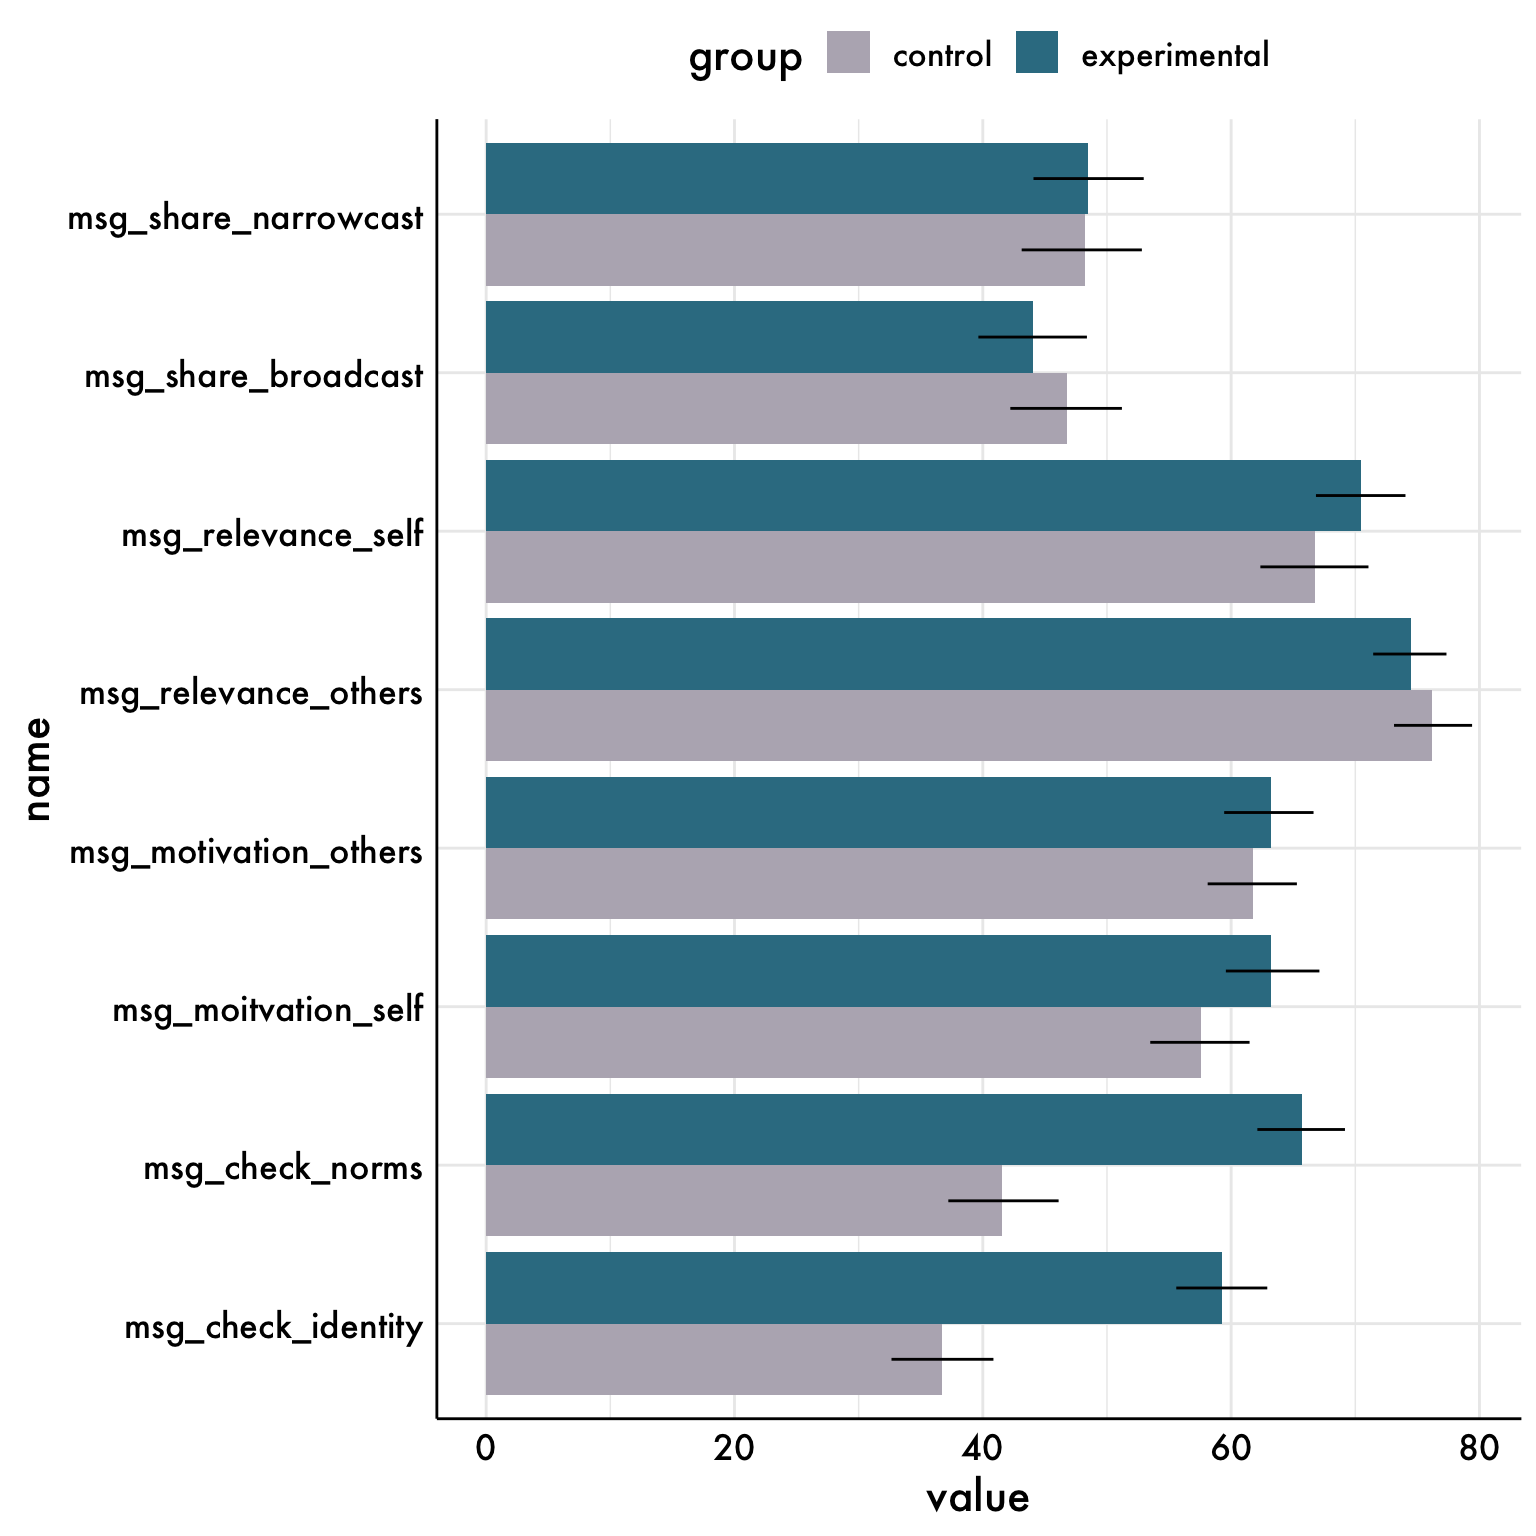 group control experimental
msg_share_narrowcast
msg_share_broadcast
msg_relevance_self
msg_relevance_others
msg_motivation_others
msg_moitvation_self
msg_check_norms
msg_check_identity
name
0 20 40 60 80
value